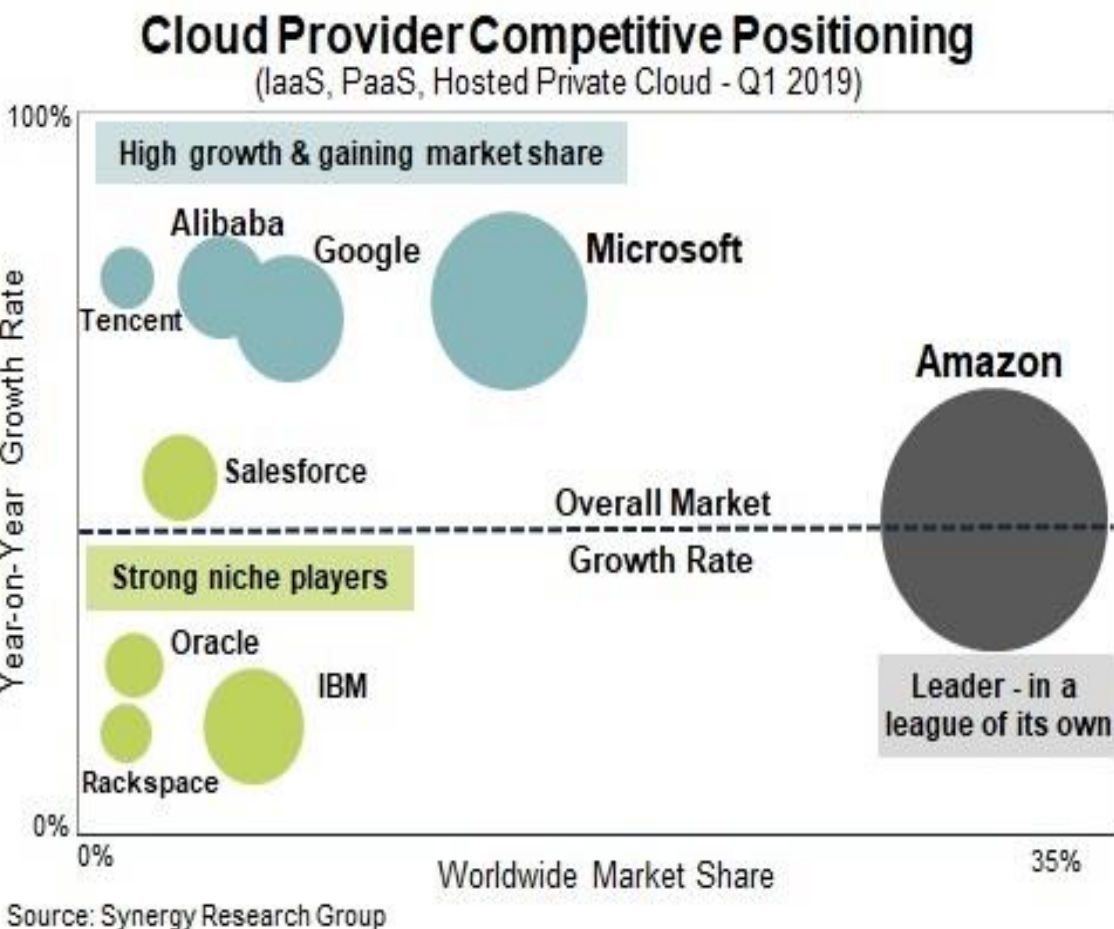 Cloud Provider Competitive Positioning
(IaaS, PaaS, Hosted Private Cloud - Q1 2019)
100%
High growth & gaining market share
Alibaba
Google
Microsoft
Tencent
Year-on-Year Growth Rate
Amazon
Salesforce
Overall Market
Growth Rate
Strong niche players
Oracle
IBM
Leader - in a
league of its own
Rackspace
0%
0%
35%
Worldwide Market Share
Source: Synergy Research Group